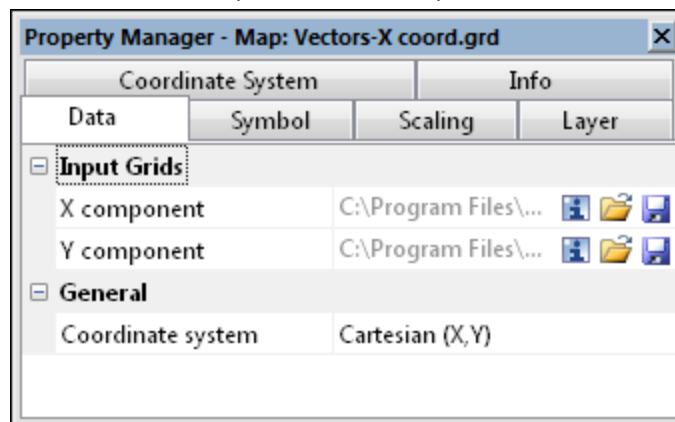 Property Manager - Map: Vectors-X coord.grd
Coordinate System Info
Data Symbol Scaling Layer
Input Grids
X component C:\Program Files\...
Y component C:\Program Files\...
General
Coordinate system Cartesian (X,Y)